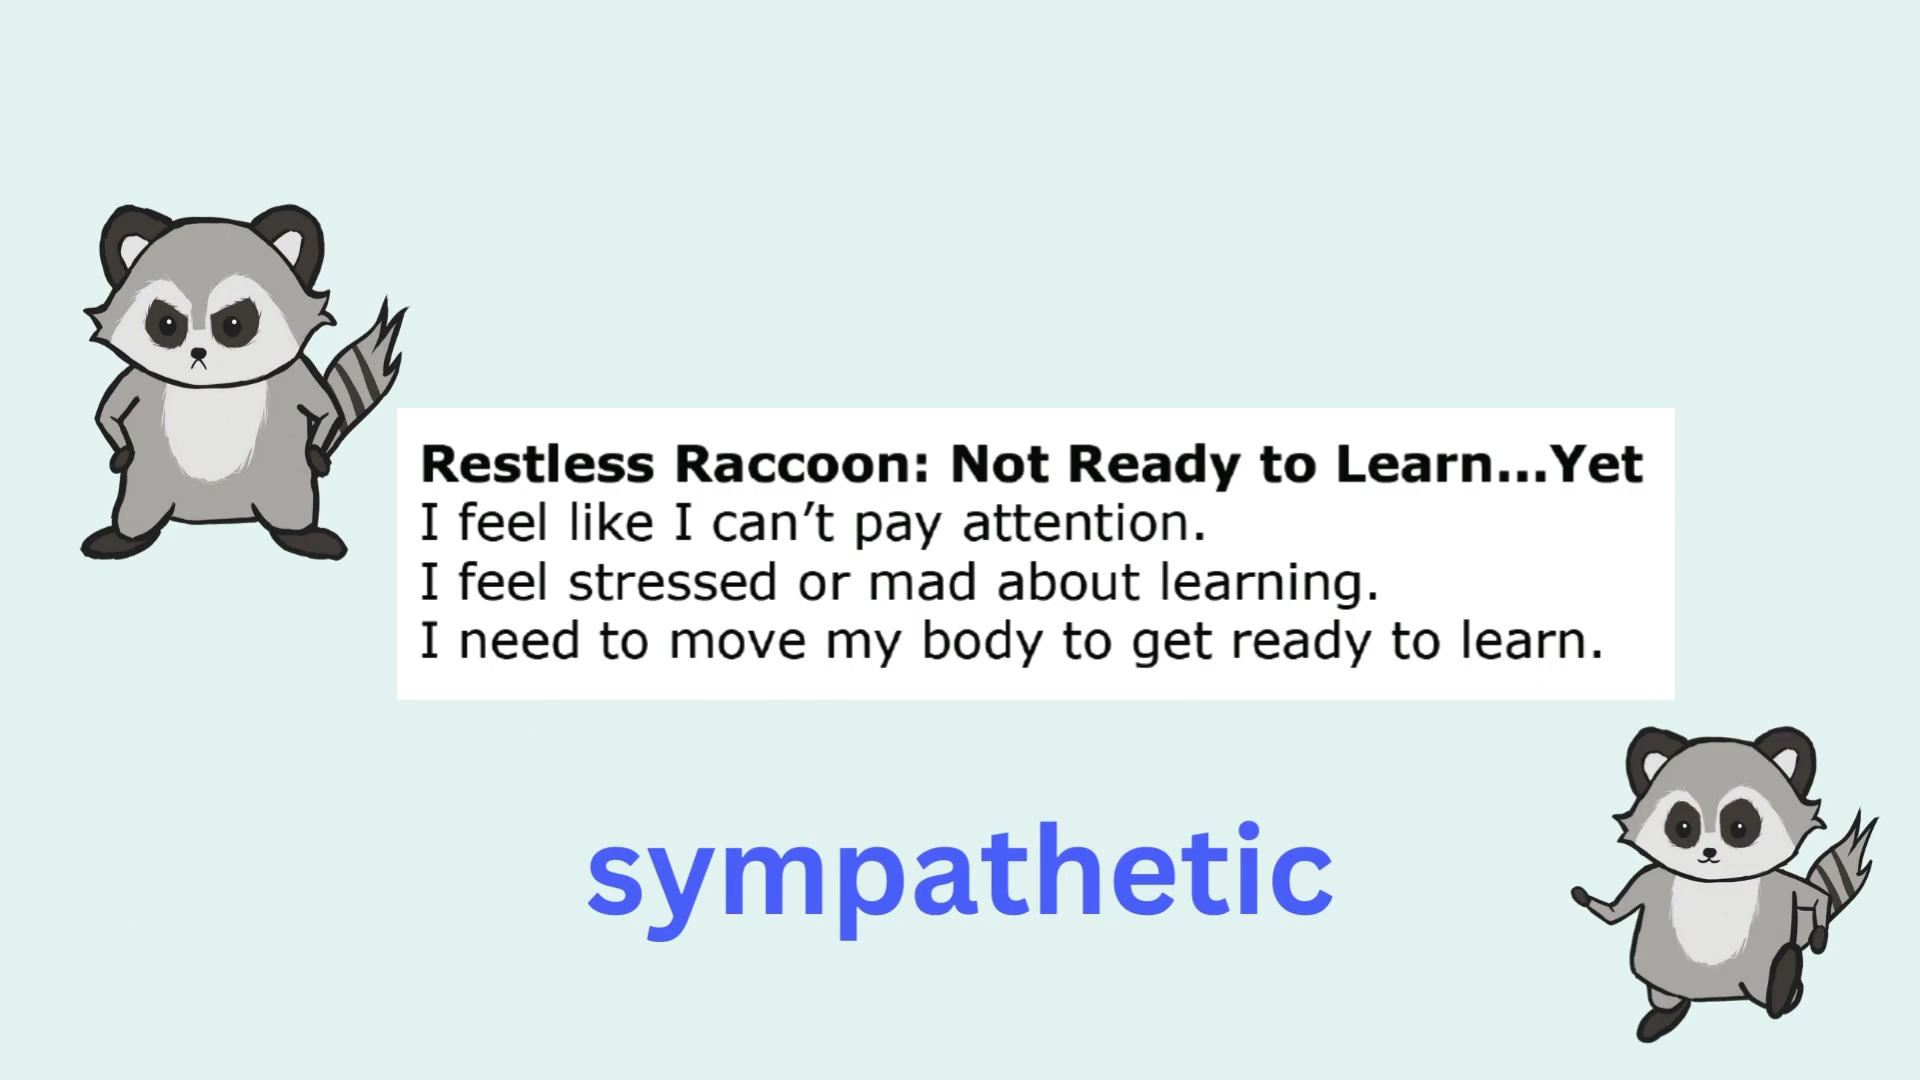 Restless Raccoon: Not Ready to Learn...Yet
I feel like I can’t pay attention.
I feel stressed or mad about learning.
I need to move my body to get ready to learn.
sympathetic